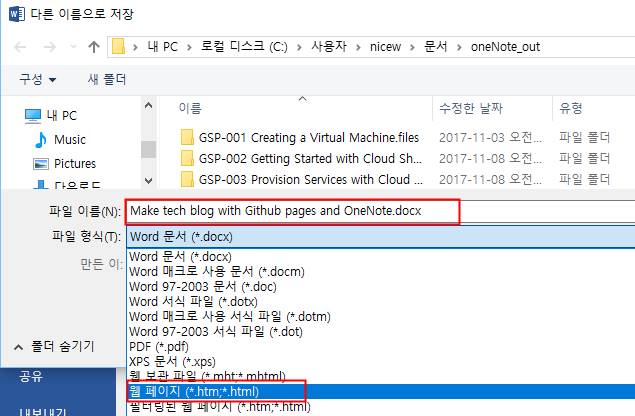 다른 이름으로 저장
내 PC > 로컬 디스크 (C:) > 사용자 > nicew > 문서 > oneNote_out
구성 새 폴더
내 PC
Music
Pictures
다운로드
이름 수정한 날짜 유형
GSP-001 Creating a Virtual Machine.files 2017-11-03 오전... 파일 폴더
GSP-002 Getting Started with Cloud Sh... 2017-11-08 오전... 파일 폴더
GSP-003 Provision Services with Cloud ... 2017-11-08 오전... 파일 폴더
파일 이름(N): Make tech blog with Github pages and OneNote.docx
파일 형식(T): Word 문서 (*.docx)
만든 이:
Word 문서 (*.docx)
Word 매크로 사용 문서 (*.docm)
Word 97-2003 문서 (*.doc)
Word 서식 파일 (*.dotx)
Word 매크로 사용 서식 파일 (*.dotm)
Word 97-2003 서식 파일 (*.dot)
PDF (*.pdf)
XPS 문서 (*.xps)
웹 보관 파일 (*.mht;*.mhtml)
웹 페이지 (*.htm;*.html)
필터링된 웹 페이지 (*.htm;*.html)
폴더 숨기기
공유
내보내기